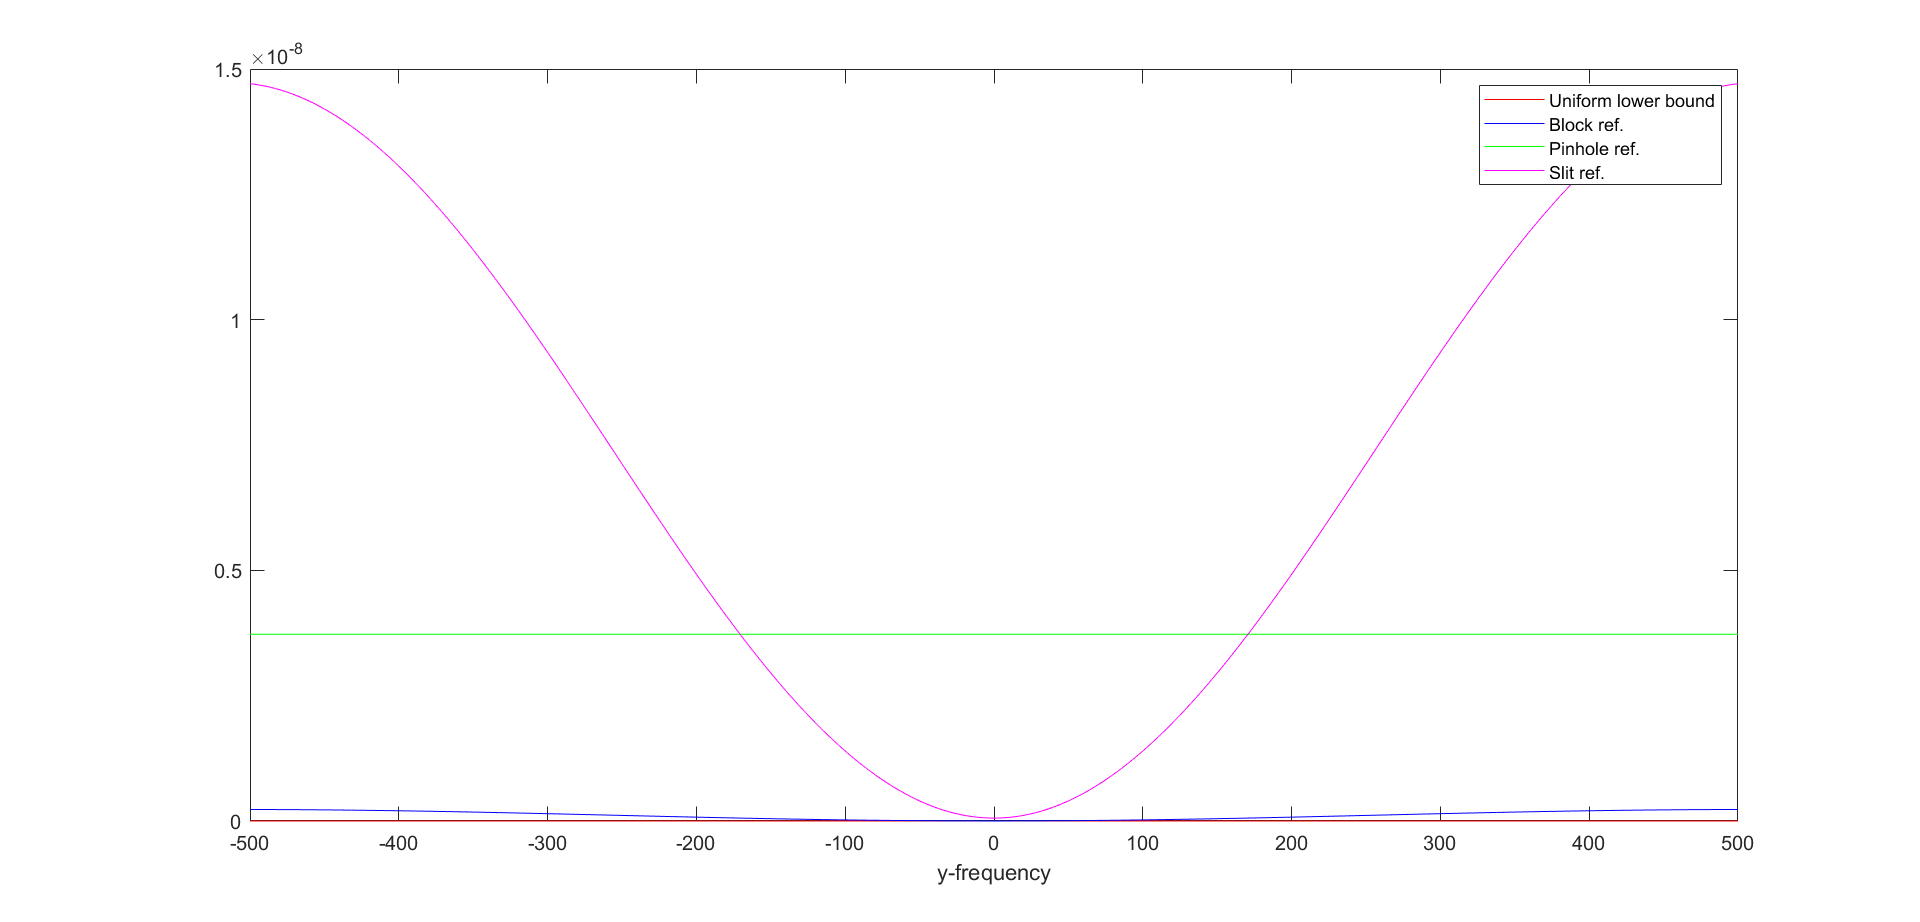 ×10-8
1.5
1
0.5
0
-500 -400 -300 -200 -100 0 100 200 300 400 500
y-frequency
Uniform lower bound
Block ref.
Pinhole ref.
Slit ref.